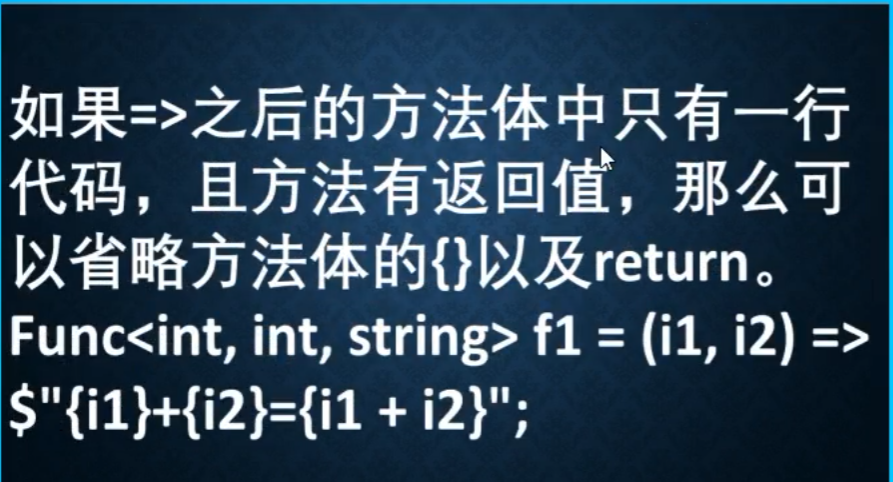 如果=>之后的方法体中只有一行
代码，且方法有返回值，那么可
以省略方法体的{}以及return。
Func<int, int, string> f1 = (i1, i2) =>
$"{i1}+{i2}={i1 + i2}";